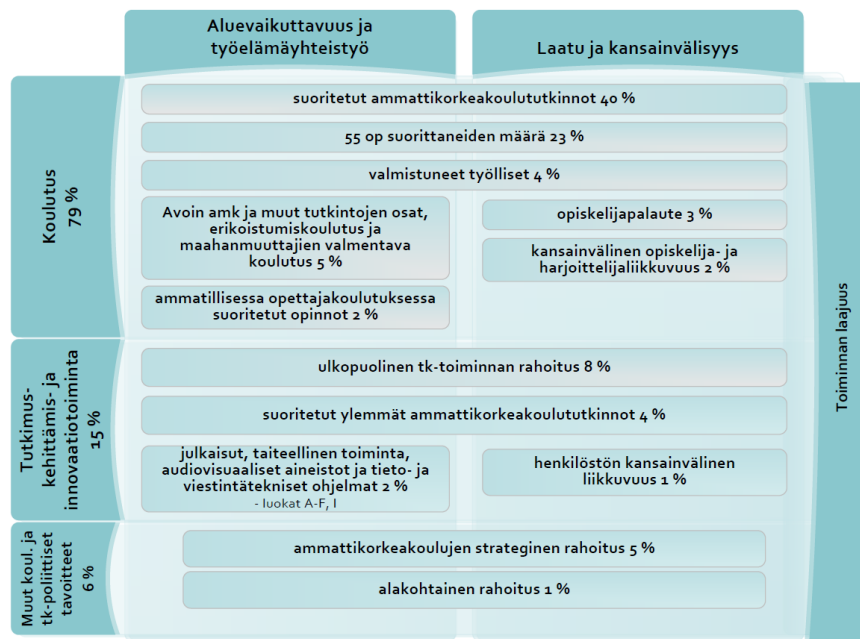 Aluevaikuttavuus ja
työelämäyhteistyö
Laatu ja kansainvälisyys
Koulutus
79 %
suoritetut ammattikorkeakoulututkinnot 40 %
55 op suorittaneiden määrä 23 %
valmistuneet työlliset 4 %
Avoin amk ja muut tutkintojen osat,
erikoistumiskoulutus ja
maahanmuuttajien valmentava
koulutus 5 %
opiskelijapalaute 3 %
kansainvälinen opiskelija- ja
harjoittelijaliikkuvuus 2 %
ammatillisessa opettajakoulutuksessa
suoritetut opinnot 2 %
Tutkimus-
kehittämis- ja
innovaatiotoiminta
15 %
ulkopuolinen tk-toiminnan rahoitus 8 %
suoritetut ylemmät ammattikorkeakoulututkinnot 4 %
julkaisut, taiteellinen toiminta,
audiovisuaaliset aineistot ja tieto- ja
viestintätekniset ohjelmat 2 %
- luokat A-F, I
henkilöstön kansainvälinen
liikkuvuus 1 %
Muut koul. ja
tk-poliittiset
tavoitteet
6 %
ammattikorkeakoulujen strateginen rahoitus 5 %
alakohtainen rahoitus 1 %
Toiminnan laajuus